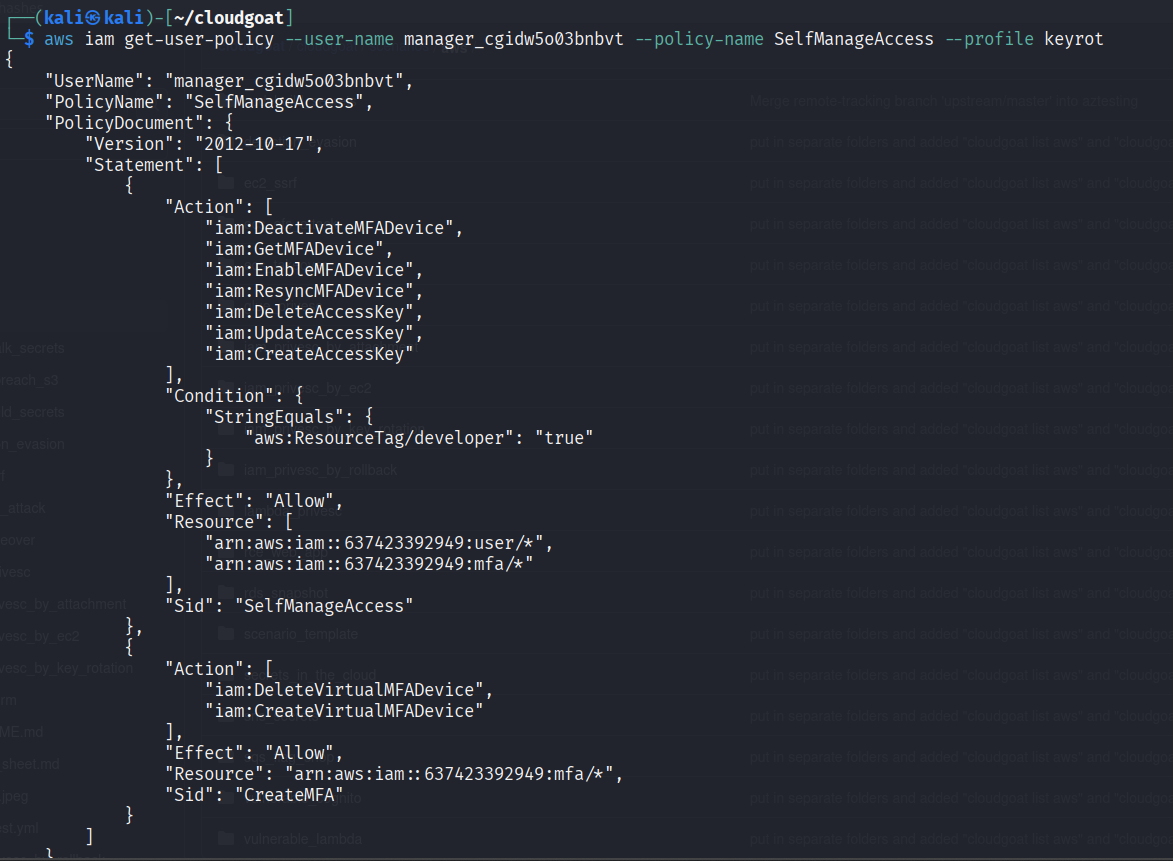 ┌──(kali㉿kali)-[~/cloudgoat]
└─$ aws iam get-user-policy --user-name manager_cgidw5o03bnbvt --policy-name SelfManageAccess --profile keyrot
{
    "UserName": "manager_cgidw5o03bnbvt",
    "PolicyName": "SelfManageAccess",
    "PolicyDocument": {
        "Version": "2012-10-17",
        "Statement": [
            {
                "Action": [
                    "iam:DeactivateMFADevice",
                    "iam:GetMFADevice",
                    "iam:EnableMFADevice",
                    "iam:ResyncMFADevice",
                    "iam:DeleteAccessKey",
                    "iam:UpdateAccessKey",
                    "iam:CreateAccessKey"
                ],
                "Condition": {
                    "StringEquals": {
                        "aws:ResourceTag/developer": "true"
                    }
                },
                "Effect": "Allow",
                "Resource": [
                    "arn:aws:iam::637423392949:user/*",
                    "arn:aws:iam::637423392949:mfa/*"
                ],
                "Sid": "SelfManageAccess"
            },
            {
                "Action": [
                    "iam:DeleteVirtualMFADevice",
                    "iam:CreateVirtualMFADevice"
                ],
                "Effect": "Allow",
                "Resource": "arn:aws:iam::637423392949:mfa/*",
                "Sid": "CreateMFA"
            }
        ]
    }